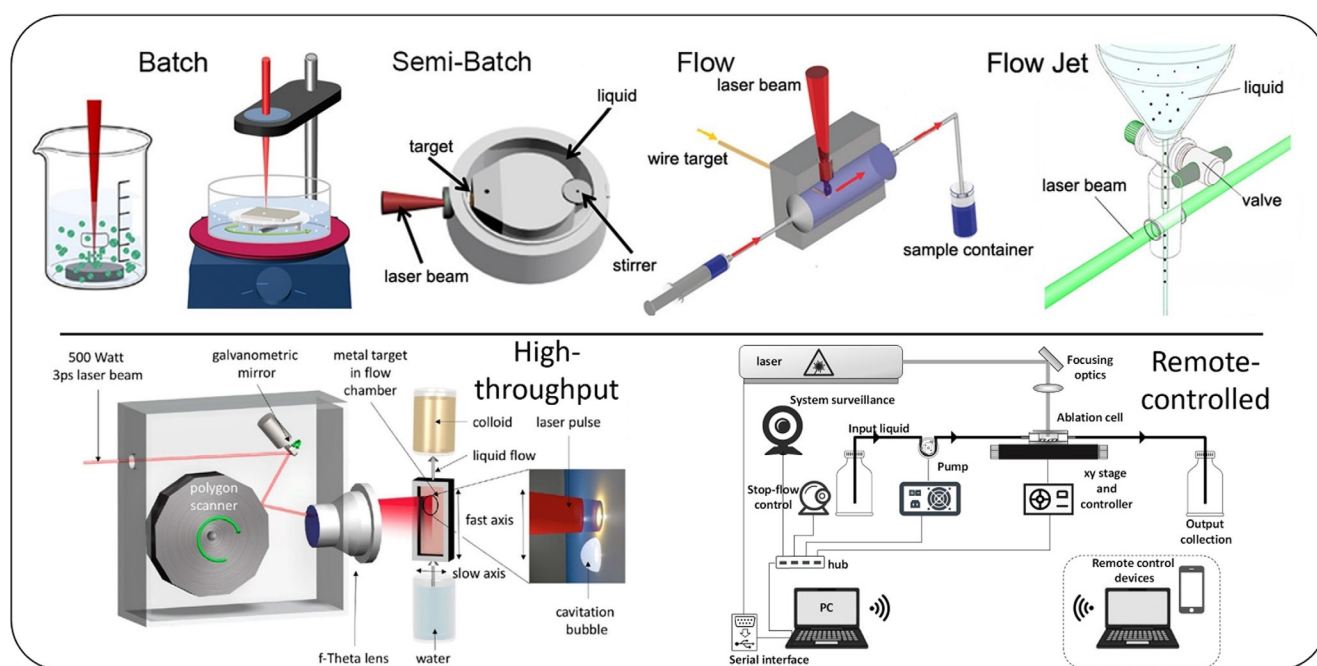 Batch
Semi-Batch
liquid
target
laser beam
stirrer
Flow
laser beam
wire target
sample container
Flow Jet
liquid
laser beam
valve
500 Watt
3ps laser beam
galvanometric
mirror
metal target
in flow
chamber
High-
throughput
colloid
laser pulse
liquid flow
polygon
scanner
fast axis
slow axis
cavitation
bubble
f-Theta lens
water
laser
Focusing
optics
Remote-
controlled
System surveillance
Ablation cell
Input liquid
Pump
Stop-flow
control
xy stage
and
controller
Output
collection
hub
Remote control
devices
PC
Serial interface